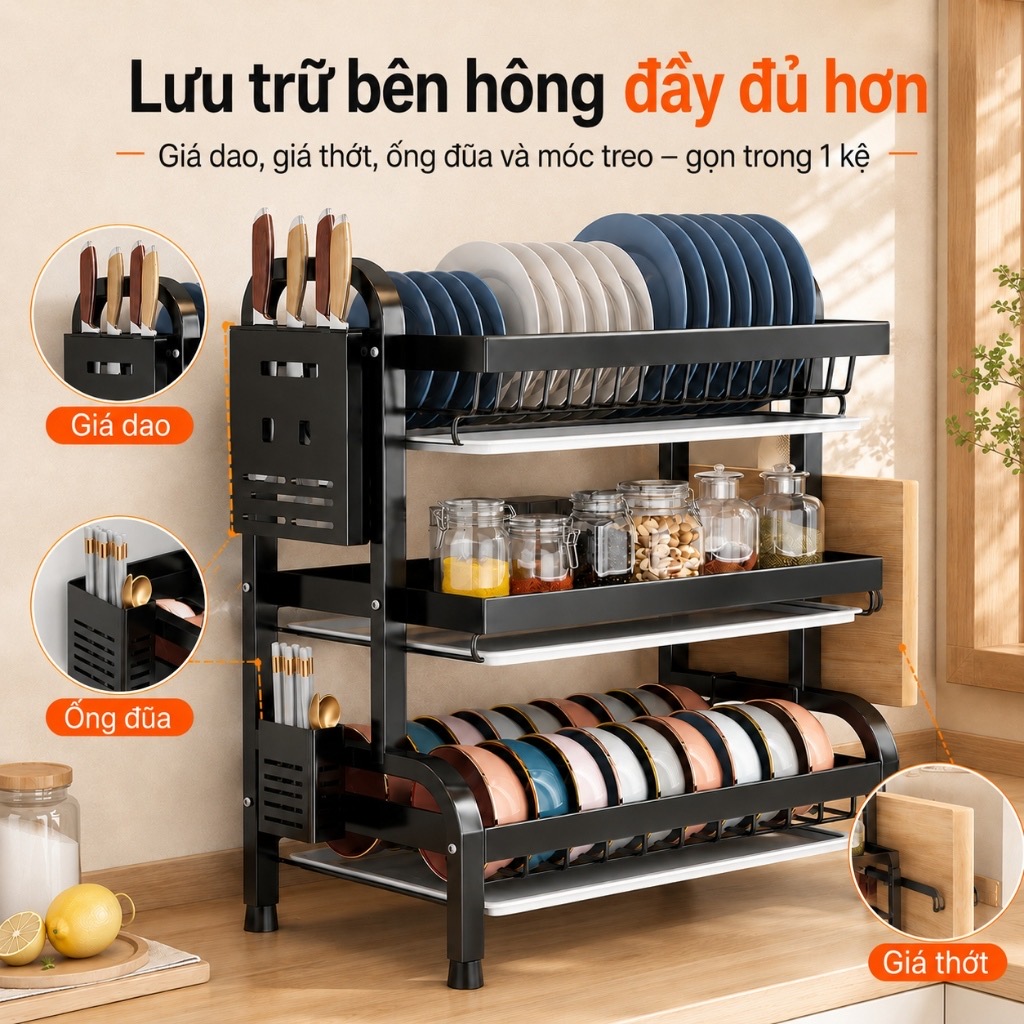 Lưu trữ bên hông đầy đủ hơn
Giá dao, giá thớt, ống đũa và móc treo – gọn trong 1 kệ
Giá dao
Ống đũa
Giá thớt